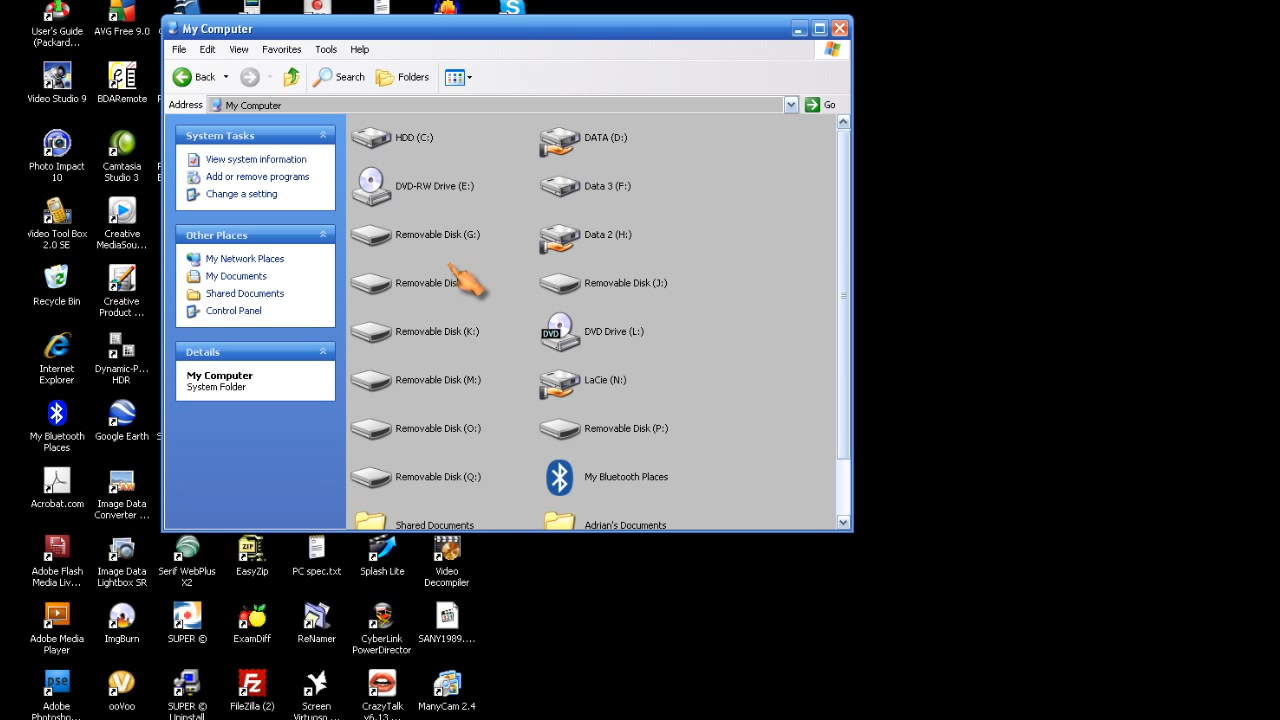 User's Guide
(Packard...
AVG Free 9.0
My Computer
File Edit View Favorites Tools Help
Back Search Folders
Address My Computer Go
System Tasks
View system information
Add or remove programs
Change a setting
Other Places
My Network Places
My Documents
Shared Documents
Control Panel
Details
My Computer
System Folder
HDD (C:) DATA (D:)
DVD-RW Drive (E:) Data 3 (F:)
Removable Disk (G:) Data 2 (H:)
Removable Removable Disk (J:)
Removable Disk (K:) DVD Drive (L:)
DVD
Removable Disk (M:) LaCie (N:)
Removable Disk (O:) Removable Disk (P:)
Removable Disk (Q:) My Bluetooth Places
Shared Documents Adrian's Documents
Video Studio 9 BDARemote
Photo Impact
10
Camtasia
Studio 3
Video Tool Box
2.0 SE
Creative
MediaSou...
Recycle Bin
Creative
Product ...
Internet
Explorer
Dynamic-P...
HDR
My Bluetooth
Places
Google Earth
Acrobat.com
Image Data
Converter ...
Adobe Flash
Media Liv...
Image Data
Lightbox SR
Serif WebPlus
X2
ZIP
EasyZip
PC spec.txt
Splash Lite
Video
Decompiler
Adobe Media
Player
ImgBurn
SUPER ©
ExamDiff
ReNamer
CyberLink
PowerDirector
SANY1989....
pse
Adobe
Photosho...
ooVoo
SUPER ©
Uninstall
FileZilla (2)
Screen
Virtuoso ...
CrazyTalk
v6.13 ...
ManyCam 2.4